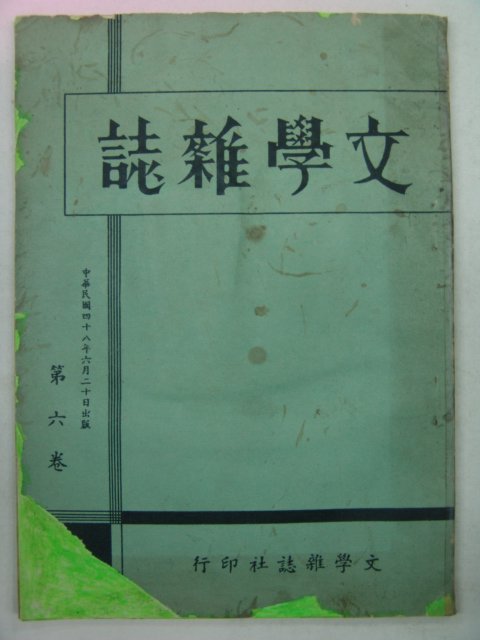 文學雜誌
中華民國四十八年六月二十日出版
第六卷
文學雜誌社印行